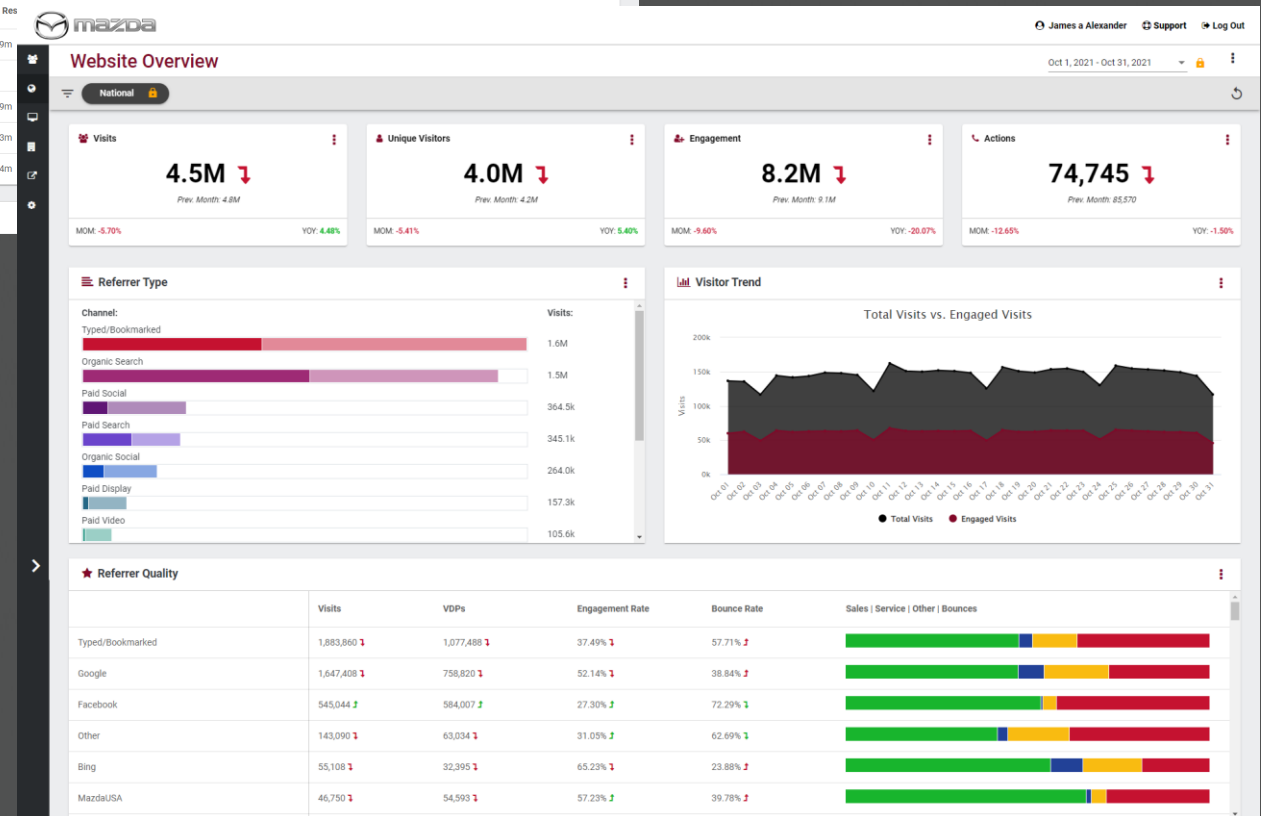 Res
mazda
James a Alexander Support Log Out
9m
Website Overview
Oct 1, 2021 - Oct 31, 2021
National
9m
3m
4m
Visits
4.5M
Prev. Month: 4.8M
MOM: -5.70% YOY: 4.48%
Unique Visitors
4.0M
Prev. Month: 4.2M
MOM: -5.41% YOY: 5.40%
Engagement
8.2M
Prev. Month: 9.1M
MOM: -9.60% YOY: -20.07%
Actions
74,745
Prev. Month: 85,570
MOM: -12.65% YOY: -1.50%
Referrer Type
Channel: Visits:
Typed/Bookmarked
1.6M
Organic Search
1.5M
Paid Social
364.5k
Paid Search
345.1k
Organic Social
264.0k
Paid Display
157.3k
Paid Video
105.6k
Visitor Trend
Total Visits vs. Engaged Visits
Visits
200k
150k
100k
50k
0k
Oct 01 Oct 02 Oct 03 Oct 04 Oct 05 Oct 06 Oct 07 Oct 08 Oct 09 Oct 10 Oct 11 Oct 12 Oct 13 Oct 14 Oct 15 Oct 16 Oct 17 Oct 18 Oct 19 Oct 20 Oct 21 Oct 22 Oct 23 Oct 24 Oct 25 Oct 26 Oct 27 Oct 28 Oct 29 Oct 30 Oct 31
Total Visits Engaged Visits
Referrer Quality
Visits VDPs Engagement Rate Bounce Rate Sales | Service | Other | Bounces
Typed/Bookmarked 1,883,860 1,077,488 37.49% 57.71%
Google 1,647,408 758,820 52.14% 38.84%
Facebook 545,044 584,007 27.30% 72.29%
Other 143,090 63,034 31.05% 62.69%
Bing 55,108 32,395 65.23% 23.88%
MazdaUSA 46,750 54,593 57.23% 39.78%